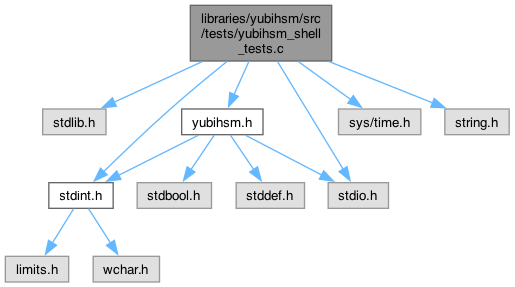 libraries/yubihsm/src
/tests/yubihsm_shell
_tests.c
stdlib.h
yubihsm.h
sys/time.h
string.h
stdint.h
stdbool.h
stddef.h
stdio.h
limits.h
wchar.h